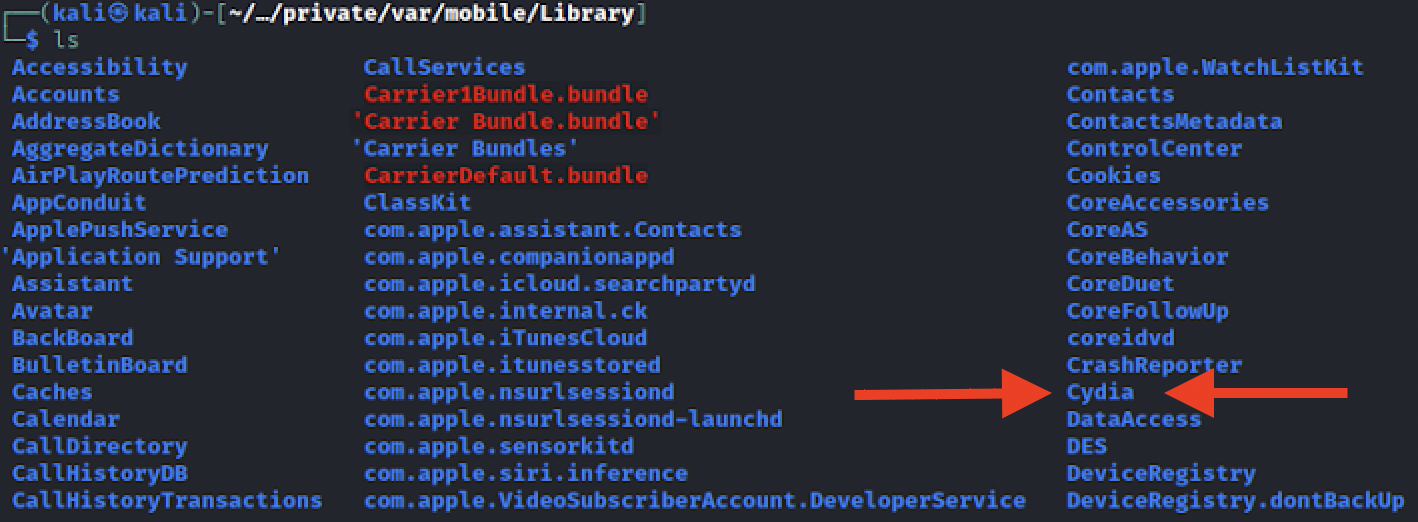 (kali㉿kali)-[~/…/private/var/mobile/Library]
$ ls
Accessibility CallServices com.apple.WatchListKit
Accounts Carrier1Bundle.bundle Contacts
AddressBook 'Carrier Bundle.bundle' ContactsMetadata
AggregateDictionary 'Carrier Bundles' ControlCenter
AirPlayRoutePrediction CarrierDefault.bundle Cookies
AppConduit ClassKit CoreAccessories
ApplePushService com.apple.assistant.Contacts CoreAS
'Application Support' com.apple.companionappd CoreBehavior
Assistant com.apple.icloud.searchpartyd CoreDuet
Avatar com.apple.internal.ck CoreFollowUp
BackBoard com.apple.iTunesCloud coreidvd
BulletinBoard com.apple.itunesstored CrashReporter
Caches com.apple.nsurlsessiond Cydia
Calendar com.apple.nsurlsessiond-launchd DataAccess
CallDirectory com.apple.sensorkitd DES
CallHistoryDB com.apple.siri.inference DeviceRegistry
CallHistoryTransactions com.apple.VideoSubscriberAccount.DeveloperService DeviceRegistry.dontBackUp